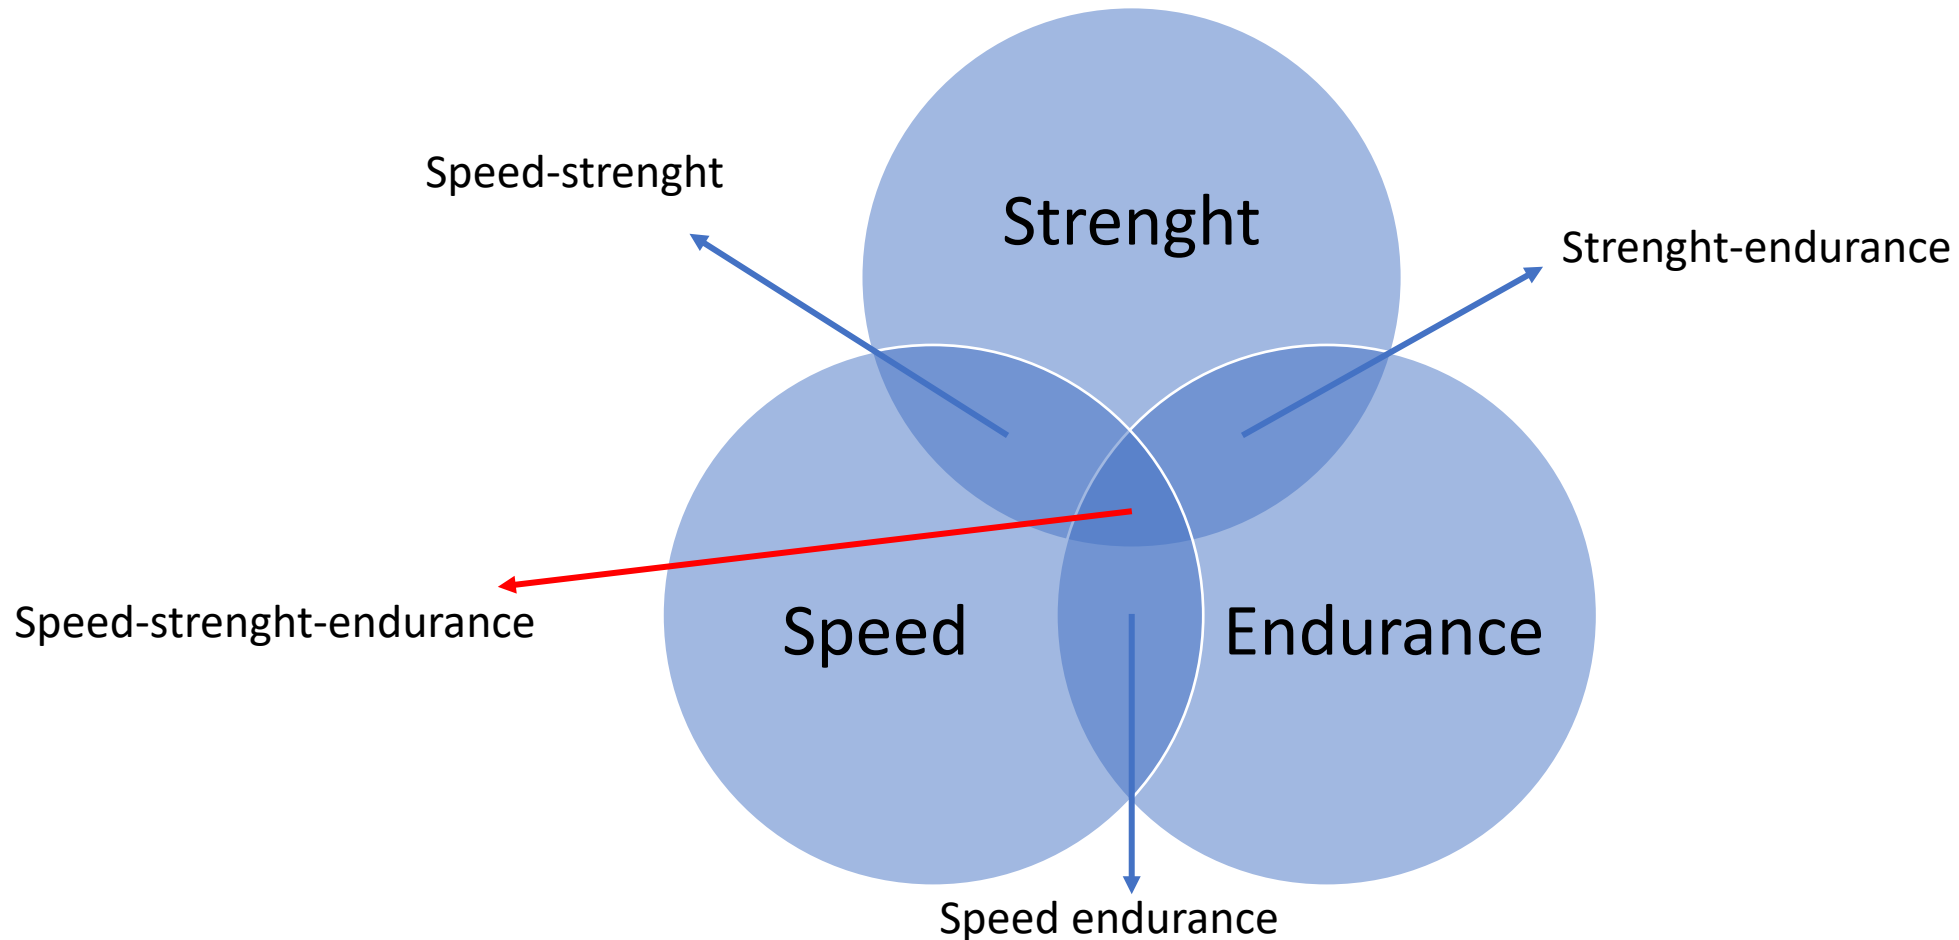 Speed-strenght
Strenght
Strenght-endurance
Speed-strenght-endurance
Speed
Endurance
Speed endurance